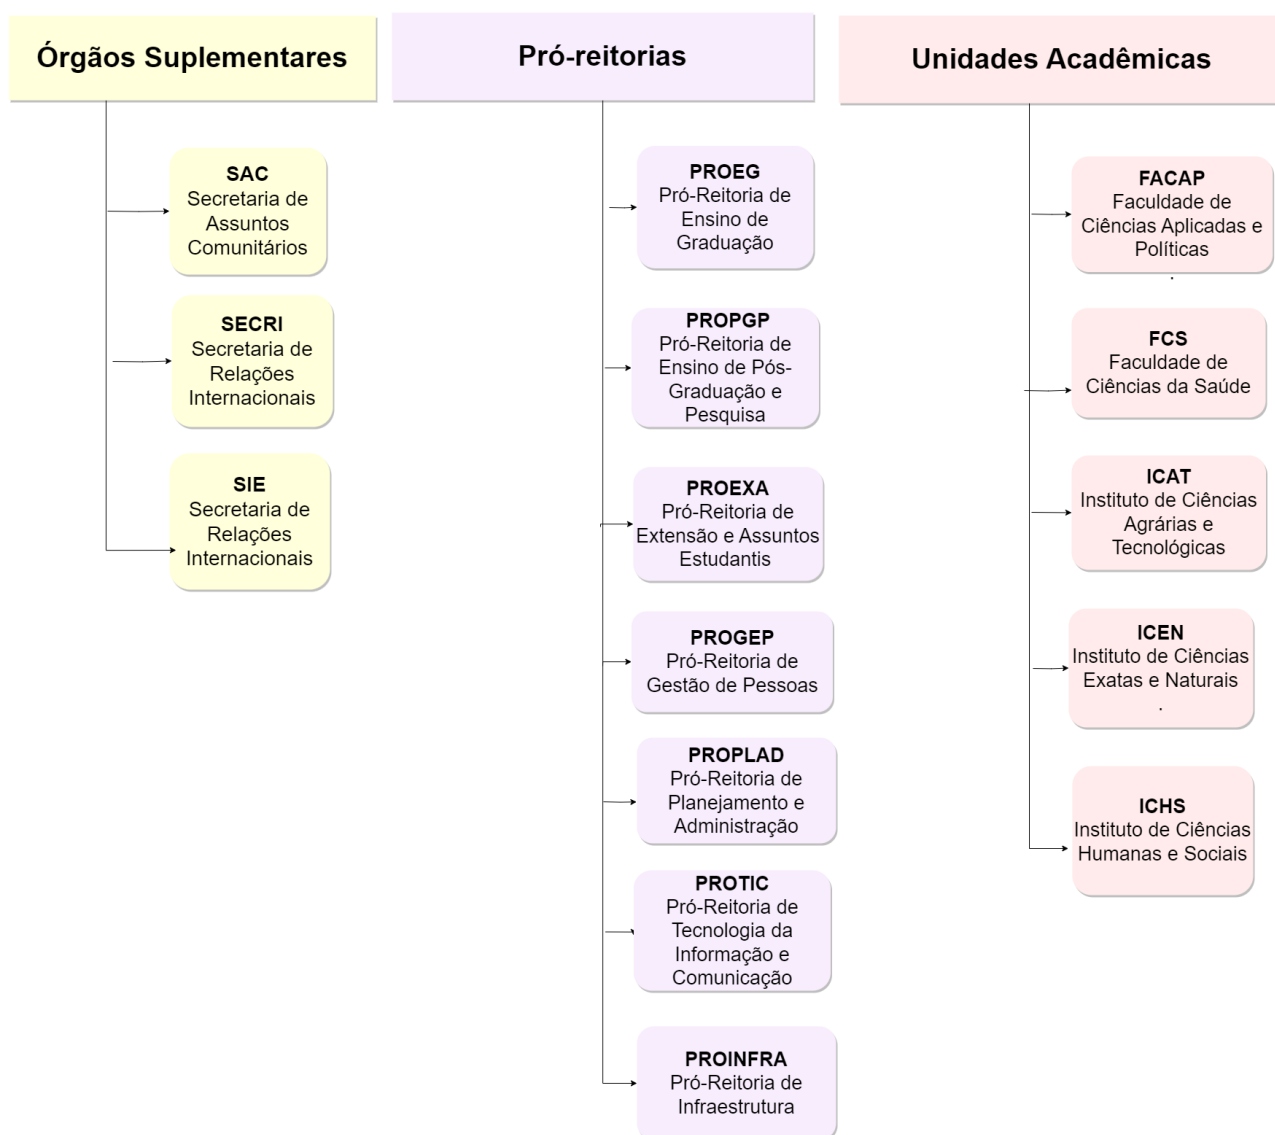 Órgãos Suplementares
SAC
Secretaria de
Assuntos
Comunitários
SECRI
Secretaria de
Relações
Internacionais
SIE
Secretaria de
Relações
Internacionais
Pró-reitorias
PROEG
Pró-Reitoria de
Ensino de
Graduação
PROPGP
Pró-Reitoria de
Ensino de Pós-
Graduação e
Pesquisa
PROEXA
Pró-Reitoria de
Extensão e Assuntos
Estudantis
PROGEP
Pró-Reitoria de
Gestão de Pessoas
PROPLAD
Pró-Reitoria de
Planejamento e
Administração
PROTIC
Pró-Reitoria de
Tecnologia da
Informação e
Comunicação
PROINFRA
Pró-Reitoria de
Infraestrutura
Unidades Acadêmicas
FACAP
Faculdade de
Ciências Aplicadas e
Políticas
.
FCS
Faculdade de
Ciências da Saúde
ICAT
Instituto de Ciências
Agrárias e
Tecnológicas
ICEN
Instituto de Ciências
Exatas e Naturais
.
ICHS
Instituto de Ciências
Humanas e Sociais